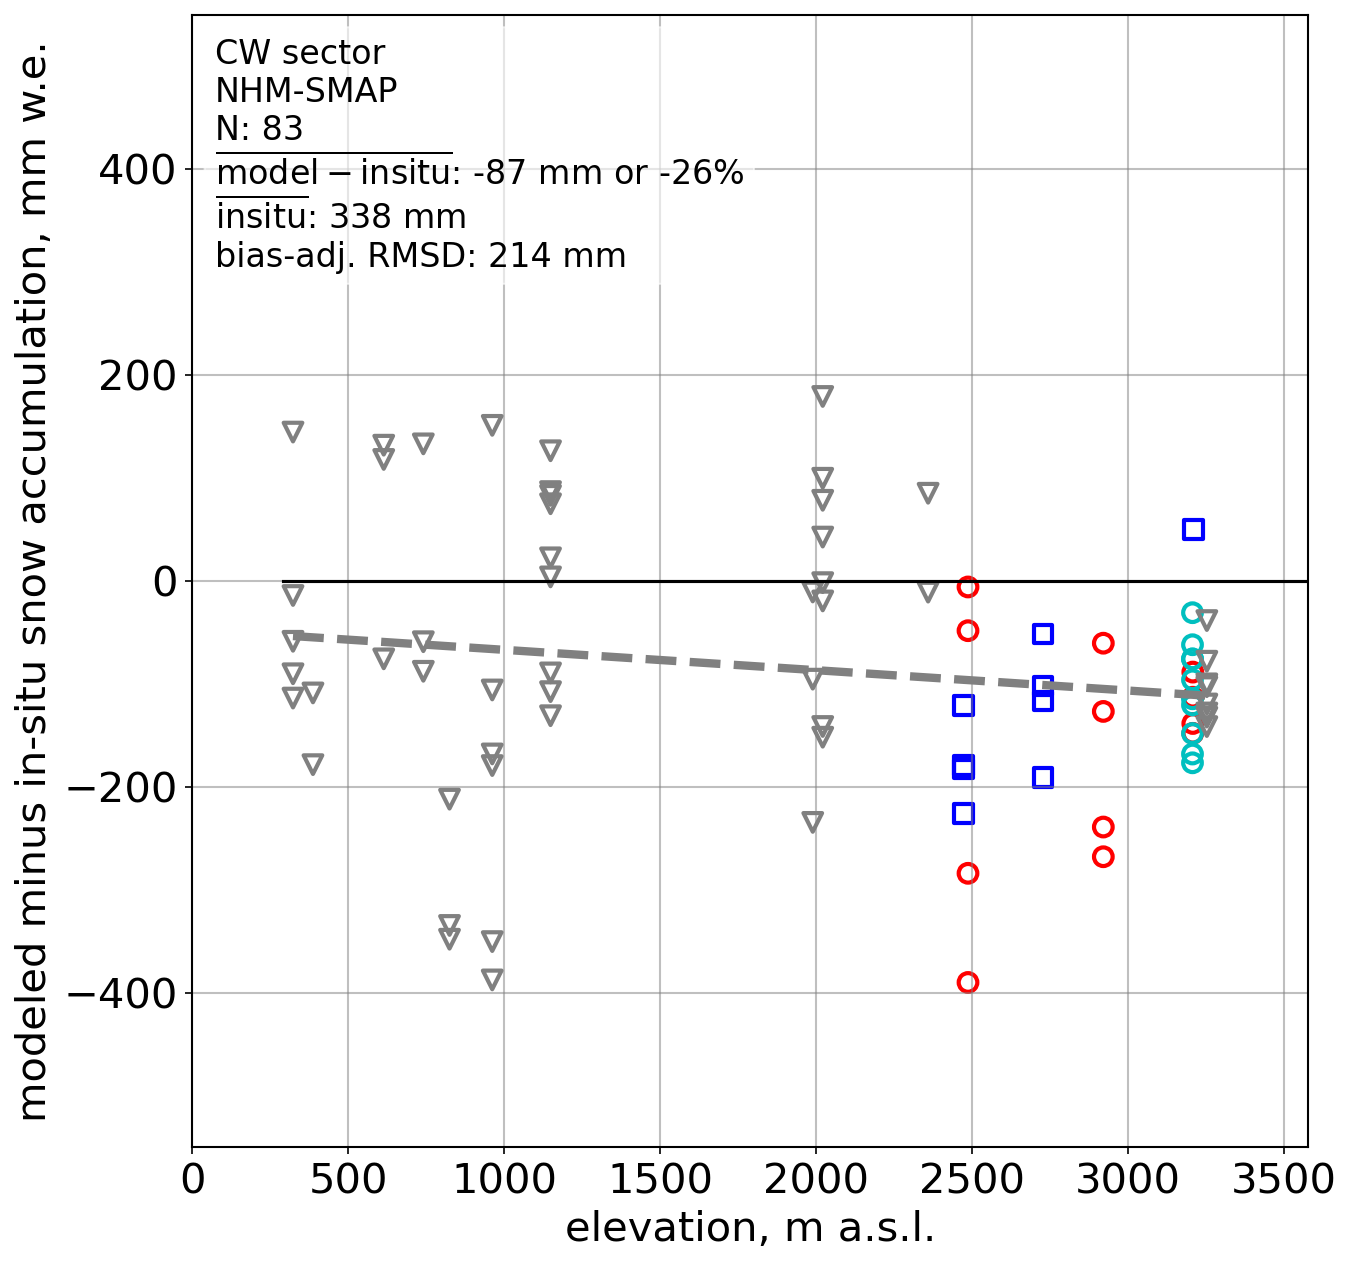 CW sector
NHM-SMAP
N: 83
model − insitu: -87 mm or -26%
insitu: 338 mm
bias-adj. RMSD: 214 mm
modeled minus in-situ snow accumulation, mm w.e.
400
200
0
−200
−400
0 500 1000 1500 2000 2500 3000 3500
elevation, m a.s.l.